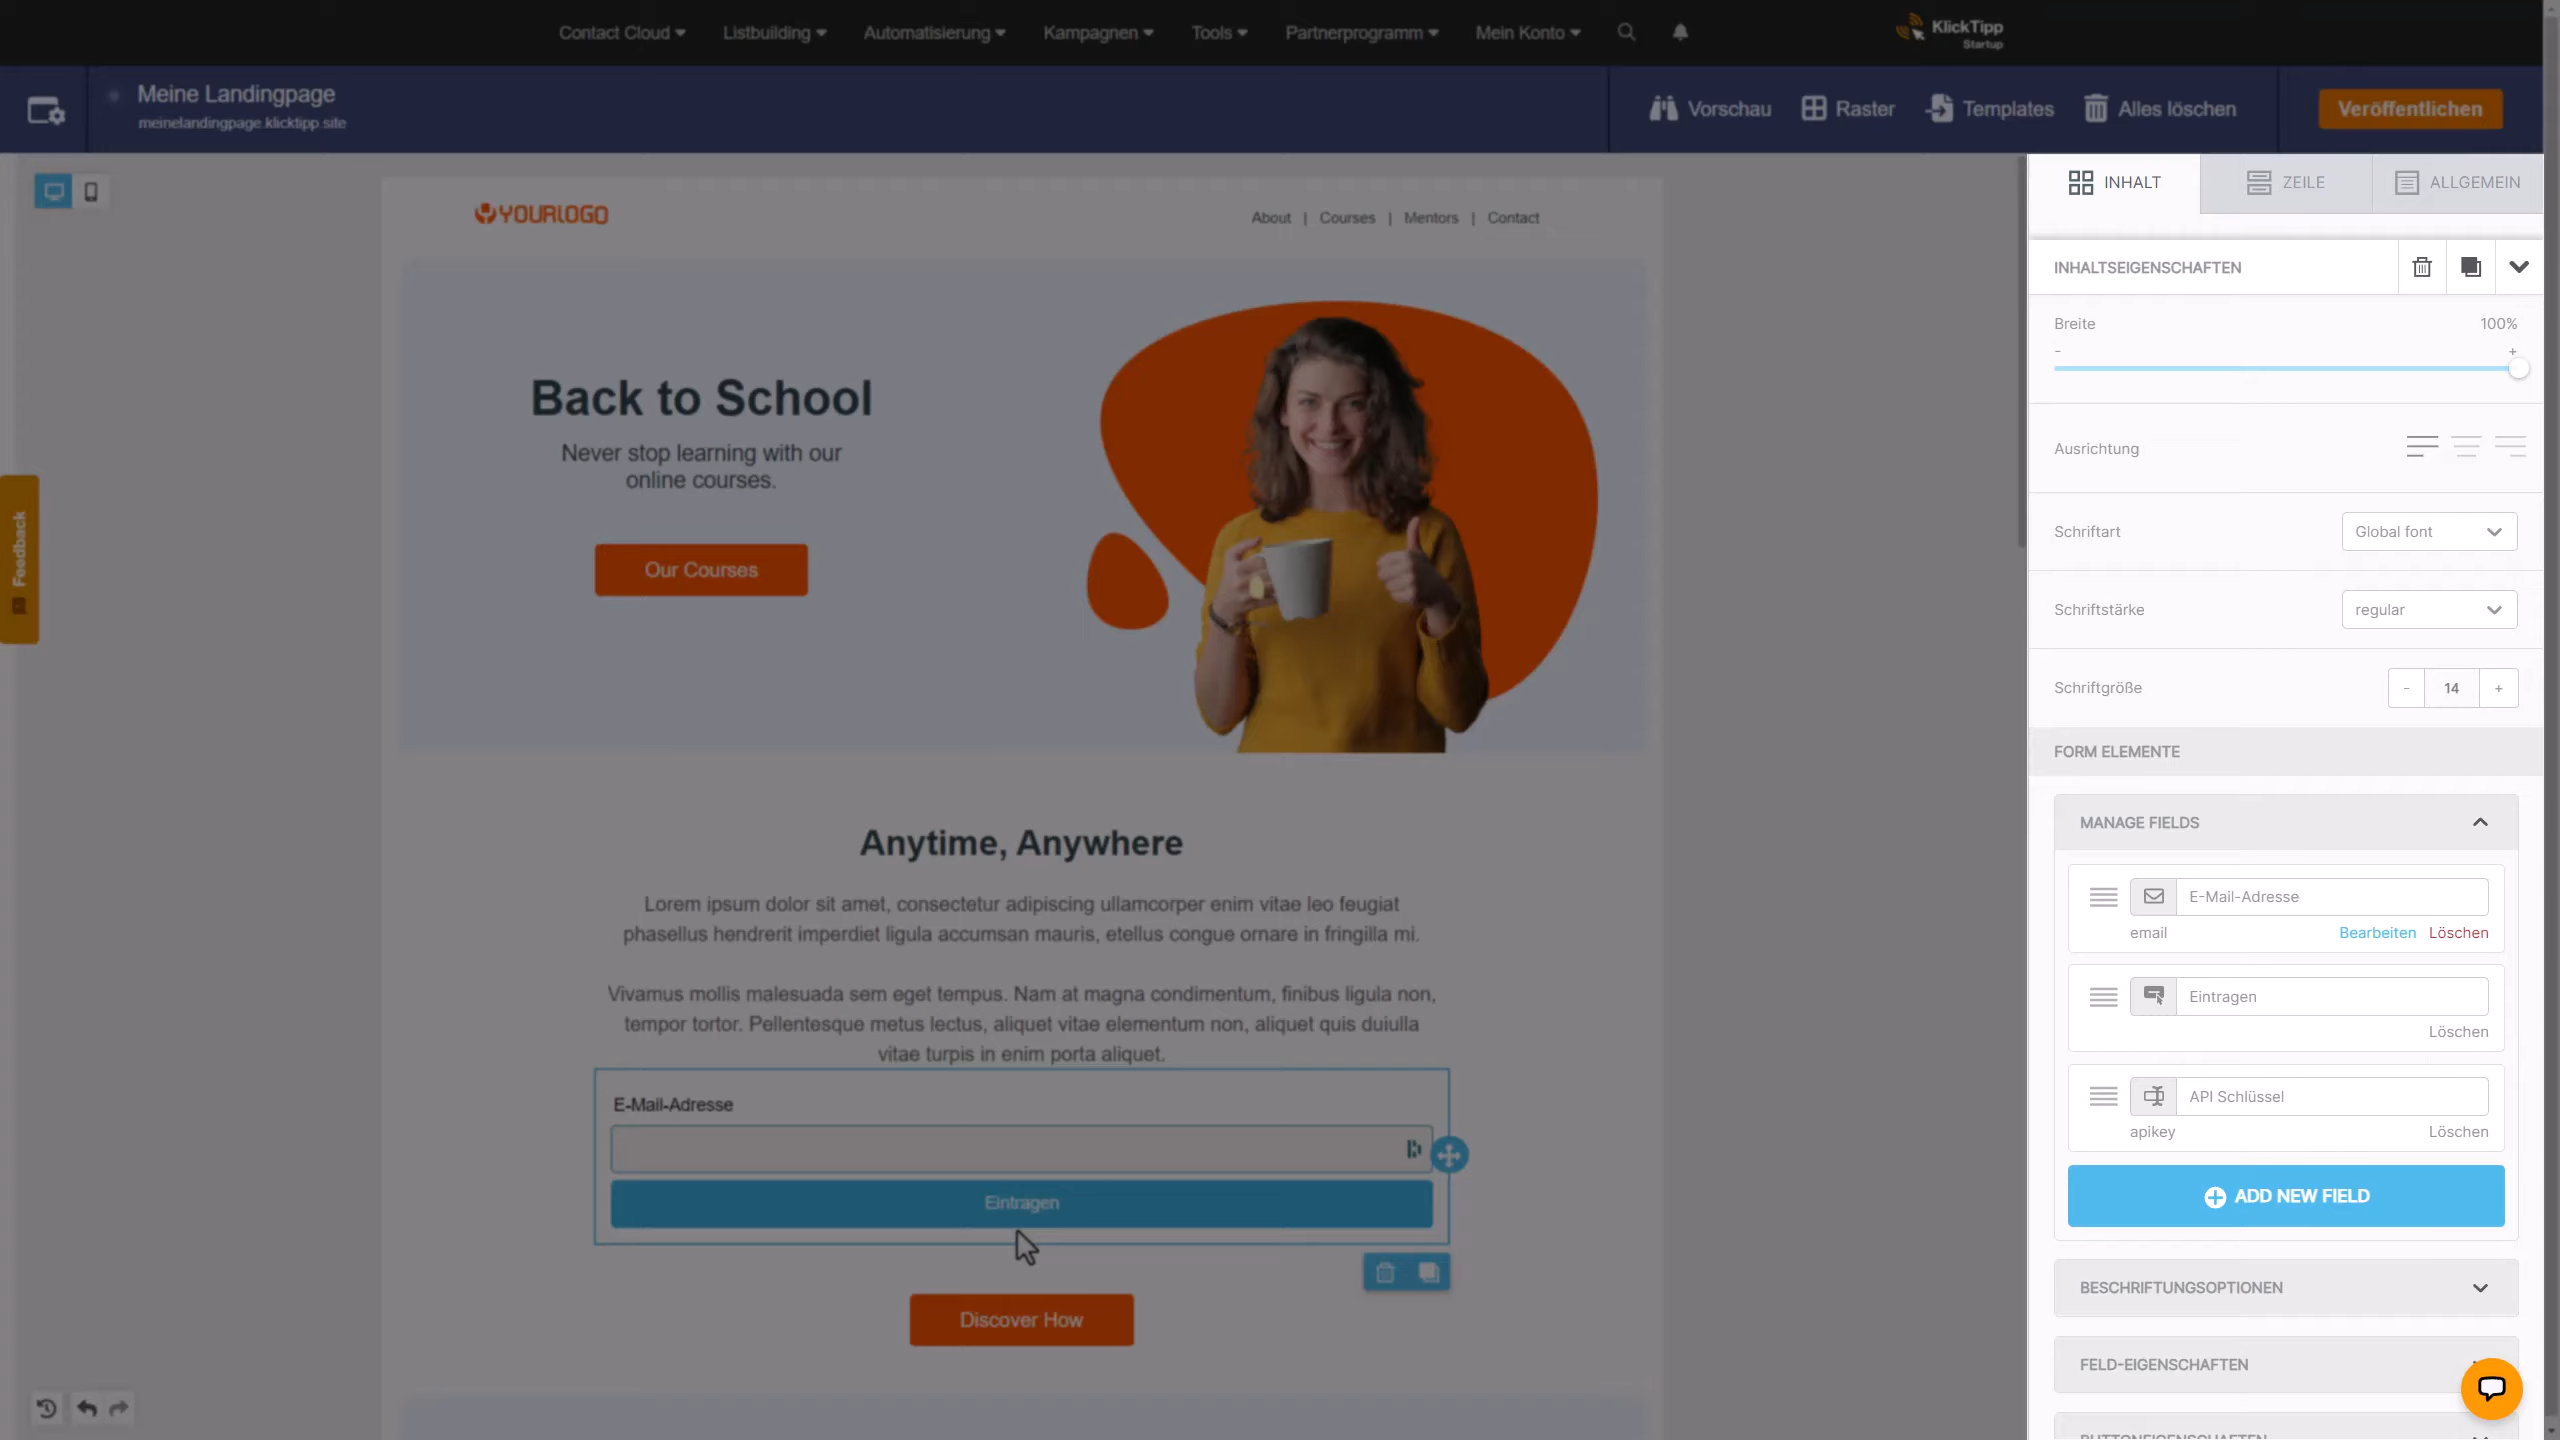 Contact Cloud
Listbuilding
Automatisierung
Kampagnen
Tools
Partnerprogramm
Mein Konto
KlickTipp
Startup
Meine Landingpage
meinelandingpage.klicktipp.site
Vorschau
Raster
Templates
Alles löschen
Veröffentlichen
INHALT
ZEILE
ALLGEMEIN
YOURLOGO
About | Courses | Mentors | Contact
Back to School
Never stop learning with our
online courses.
Our Courses
Feedback
Anytime, Anywhere
Lorem ipsum dolor sit amet, consectetur adipiscing ullamcorper enim vitae leo feugiat
phasellus hendrerit imperdiet ligula accumsan mauris, etellus congue ornare in fringilla mi.
Vivamus mollis malesuada sem eget tempus. Nam at magna condimentum, finibus ligula non,
tempor tortor. Pellentesque metus lectus, aliquet vitae elementum non, aliquet quis duiulla
vitae turpis in enim porta aliquet.
E-Mail-Adresse
Eintragen
Discover How
INHALTSEIGENSCHAFTEN
Breite
100%
- +
Ausrichtung
Schriftart
Global font
Schriftstärke
regular
Schriftgröße
- 14 +
FORM ELEMENTE
MANAGE FIELDS
E-Mail-Adresse
email
Bearbeiten
Löschen
Eintragen
Löschen
API Schlüssel
apikey
Löschen
ADD NEW FIELD
BESCHRIFTUNGSOPTIONEN
FELD-EIGENSCHAFTEN